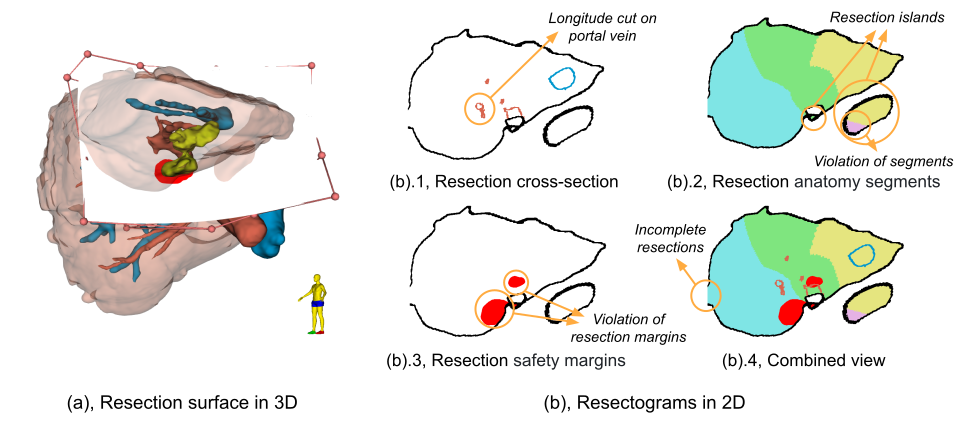 Longitude cut on
portal vein
Resection islands
Violation of segments
(b).1, Resection cross-section
(b).2, Resection anatomy segments
Incomplete
resections
Violation of
resection margins
(b).3, Resection safety margins
(b).4, Combined view
(a), Resection surface in 3D
(b), Resectograms in 2D